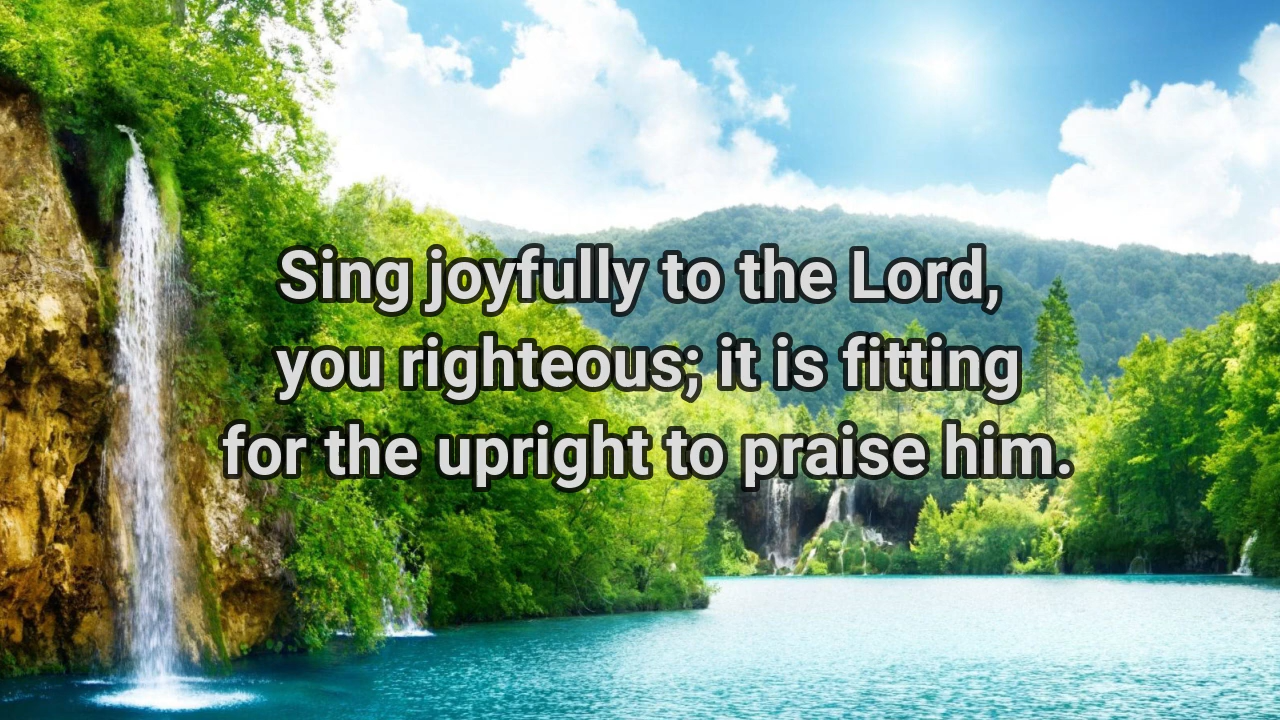 Sing joyfully to the Lord,
you righteous; it is fitting
for the upright to praise him.